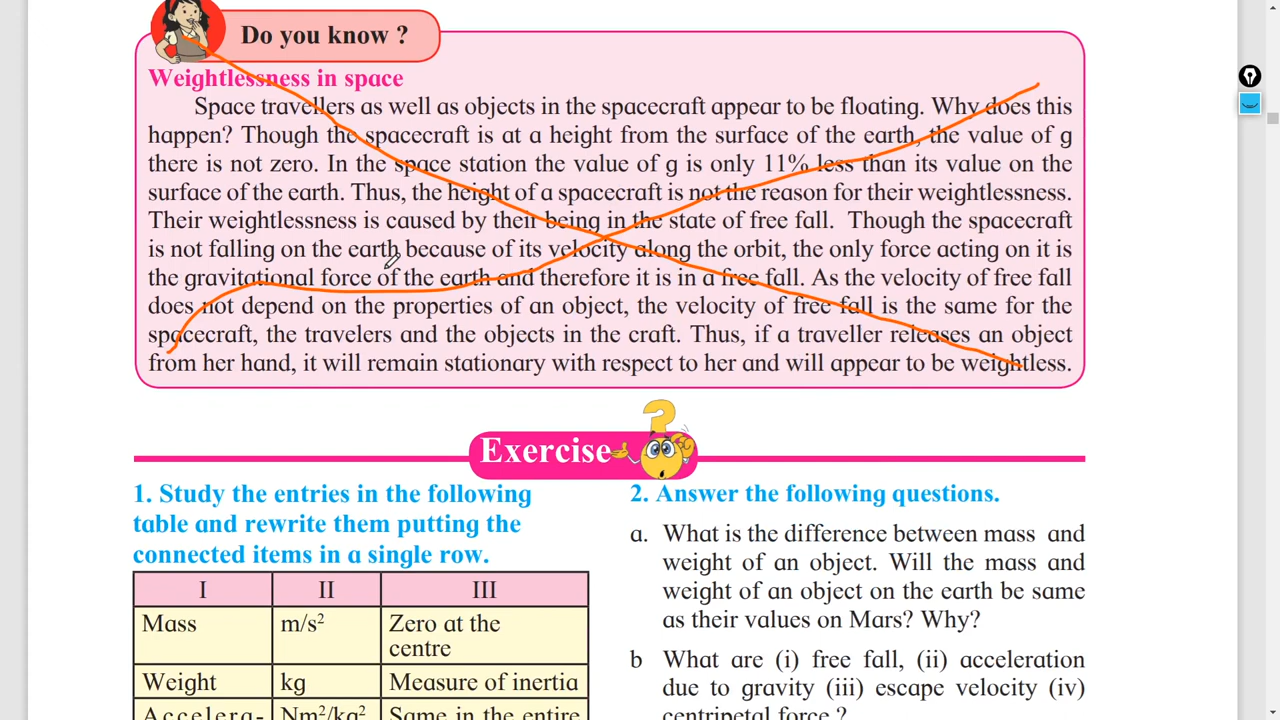 Do you know ?
Weightlessness in space
Space travellers as well as objects in the spacecraft appear to be floating. Why does this
happen? Though the spacecraft is at a height from the surface of the earth, the value of g
there is not zero. In the space station the value of g is only 11% less than its value on the
surface of the earth. Thus, the height of a spacecraft is not the reason for their weightlessness.
Their weightlessness is caused by their being in the state of free fall. Though the spacecraft
is not falling on the earth because of its velocity along the orbit, the only force acting on it is
the gravitational force of the earth and therefore it is in a free fall. As the velocity of free fall
does not depend on the properties of an object, the velocity of free fall is the same for the
spacecraft, the travelers and the objects in the craft. Thus, if a traveller releases an object
from her hand, it will remain stationary with respect to her and will appear to be weightless.
Exercise
1. Study the entries in the following
table and rewrite them putting the
connected items in a single row.
I II III
Mass m/s² Zero at the
centre
Weight kg Measure of inertia
Accelera- Nm²/kg² Same in the entire
2. Answer the following questions.
a. What is the difference between mass and
weight of an object. Will the mass and
weight of an object on the earth be same
as their values on Mars? Why?
b What are (i) free fall, (ii) acceleration
due to gravity (iii) escape velocity (iv)
centripetal force ?